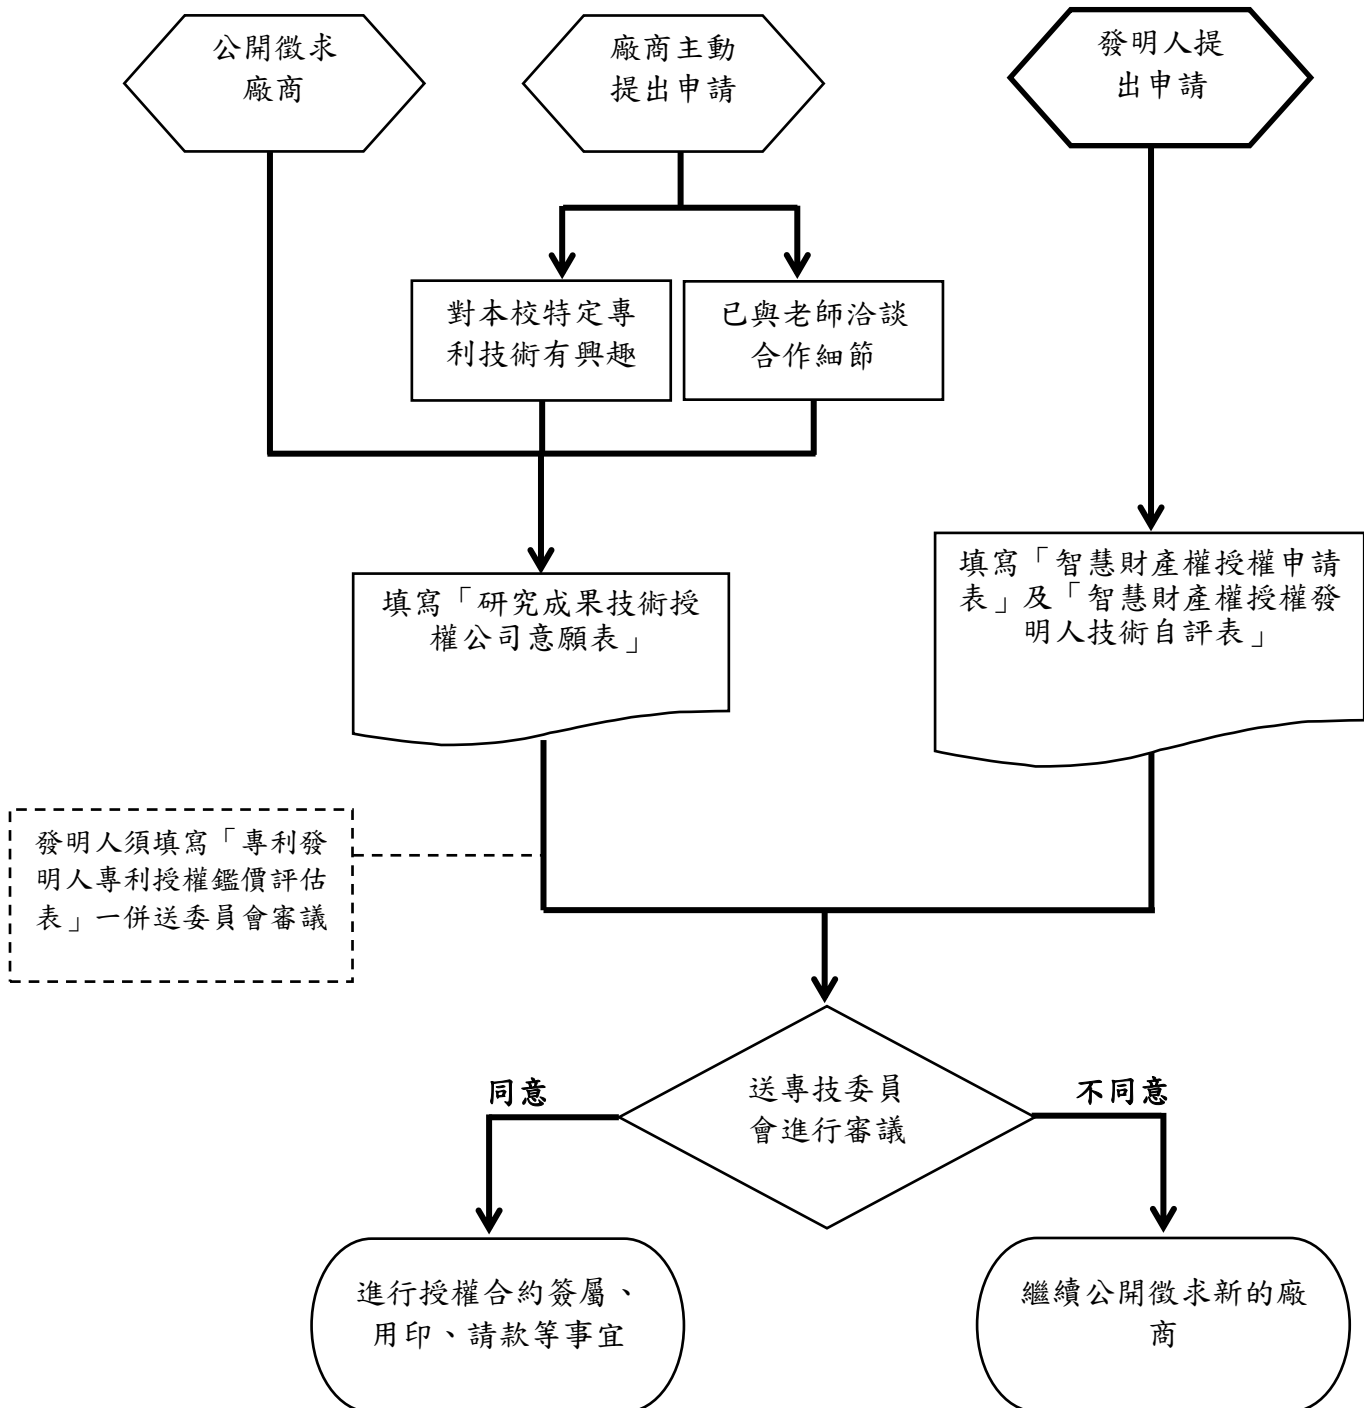 公開徵求
廠商
廠商主動
提出申請
發明人提
出申請
對本校特定專
利技術有興趣
已與老師洽談
合作細節
填寫「研究成果技術授
權公司意願表」
填寫「智慧財產權授權申請
表」及「智慧財產權授權發
明人技術自評表」
發明人須填寫「專利發
明人專利授權鑑價評估
表」一併送委員會審議
送專技委員
會進行審議
同意
不同意
進行授權合約簽屬、
用印、請款等事宜
繼續公開徵求新的廠
商